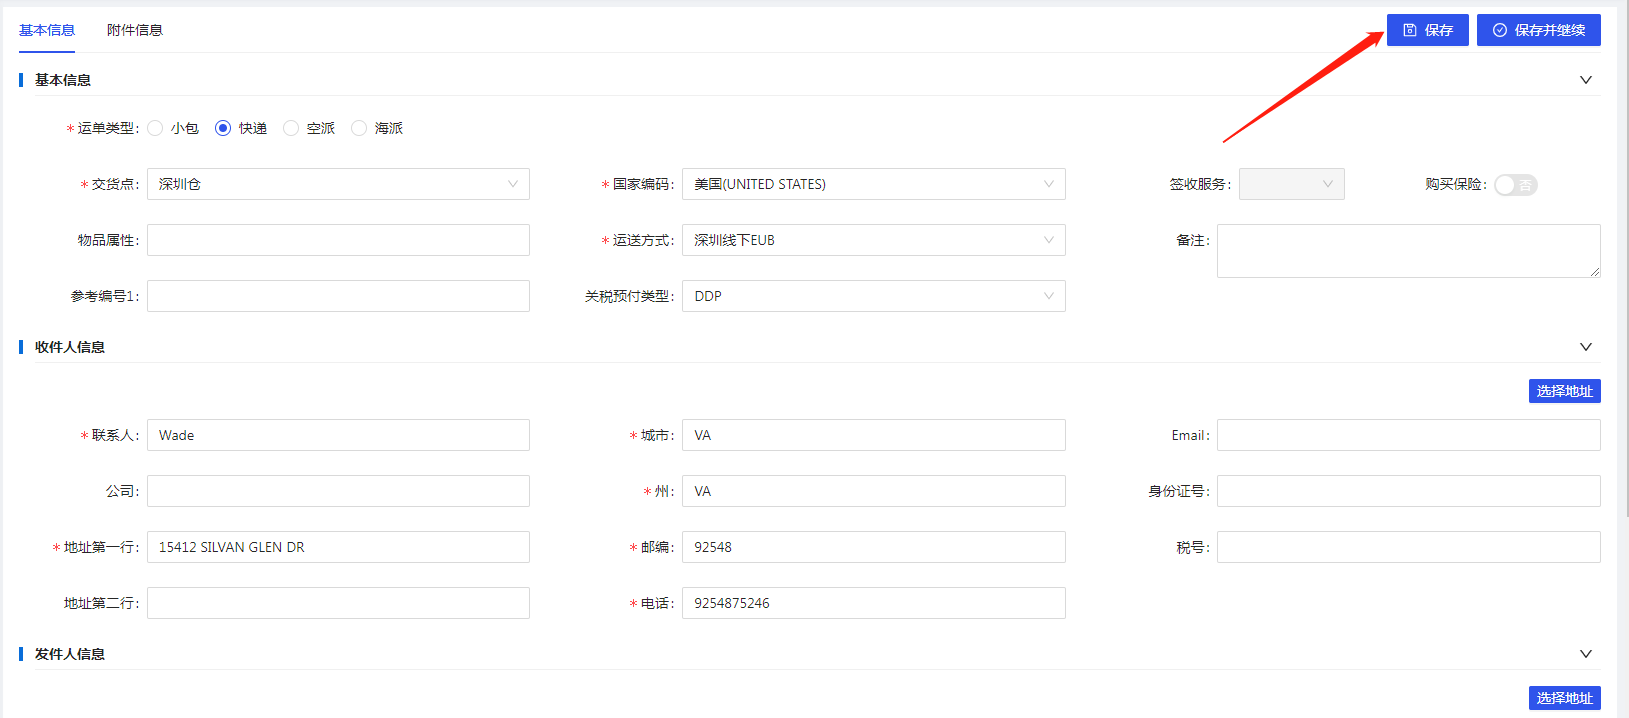 基本信息 附件信息 保存 保存并继续
基本信息
*运单类型: 小包 快递 空派 海派
*交货点: 深圳仓 *国家编码: 美国(UNITED STATES) 签收服务: 购买保险: 否
物品属性: *运送方式: 深圳线下EUB 备注:
参考编号1: 关税预付类型: DDP
收件人信息
选择地址
*联系人: Wade *城市: VA Email:
公司: *州: VA 身份证号:
*地址第一行: 15412 SILVAN GLEN DR *邮编: 92548 税号:
地址第二行: *电话: 9254875246
发件人信息
选择地址